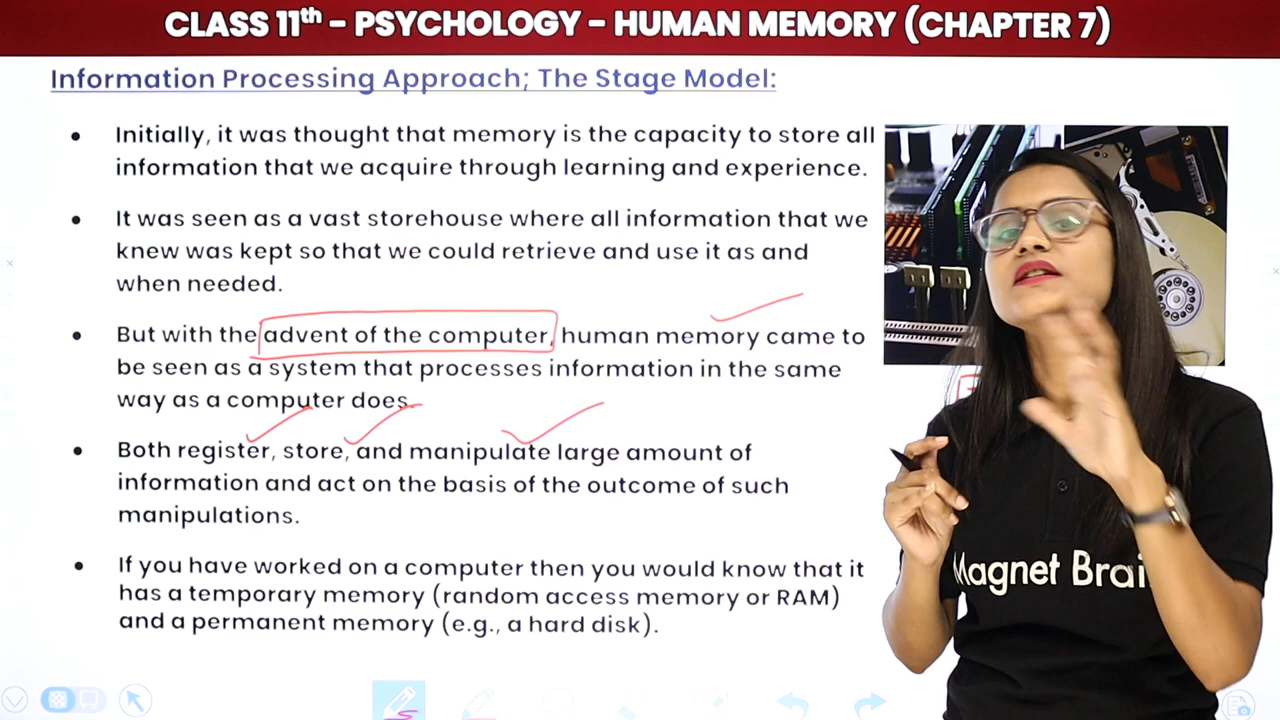 CLASS 11th - PSYCHOLOGY - HUMAN MEMORY (CHAPTER 7)
Information Processing Approach; The Stage Model:
• Initially, it was thought that memory is the capacity to store all
information that we acquire through learning and experience.
• It was seen as a vast storehouse where all information that we
knew was kept so that we could retrieve and use it as and
when needed.
• But with the advent of the computer, human memory came to
be seen as a system that processes information in the same
way as a computer does.
• Both register, store, and manipulate large amount of
information and act on the basis of the outcome of such
manipulations.
• If you have worked on a computer then you would know that it
has a temporary memory (random access memory or RAM)
and a permanent memory (e.g., a hard disk).
Magnet Brai